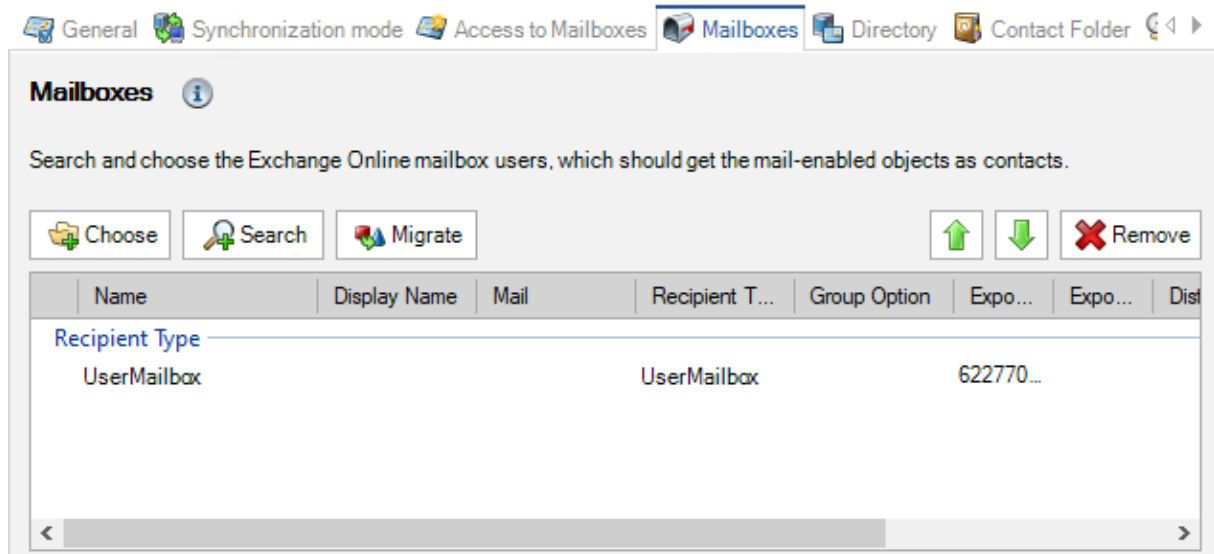 General Synchronization mode Access to Mailboxes Mailboxes Directory Contact Folder
Mailboxes
Search and choose the Exchange Online mailbox users, which should get the mail-enabled objects as contacts.
Choose Search Migrate Remove
Name Display Name Mail Recipient T... Group Option Expo... Expo... Dist
Recipient Type
UserMailbox UserMailbox 622770...